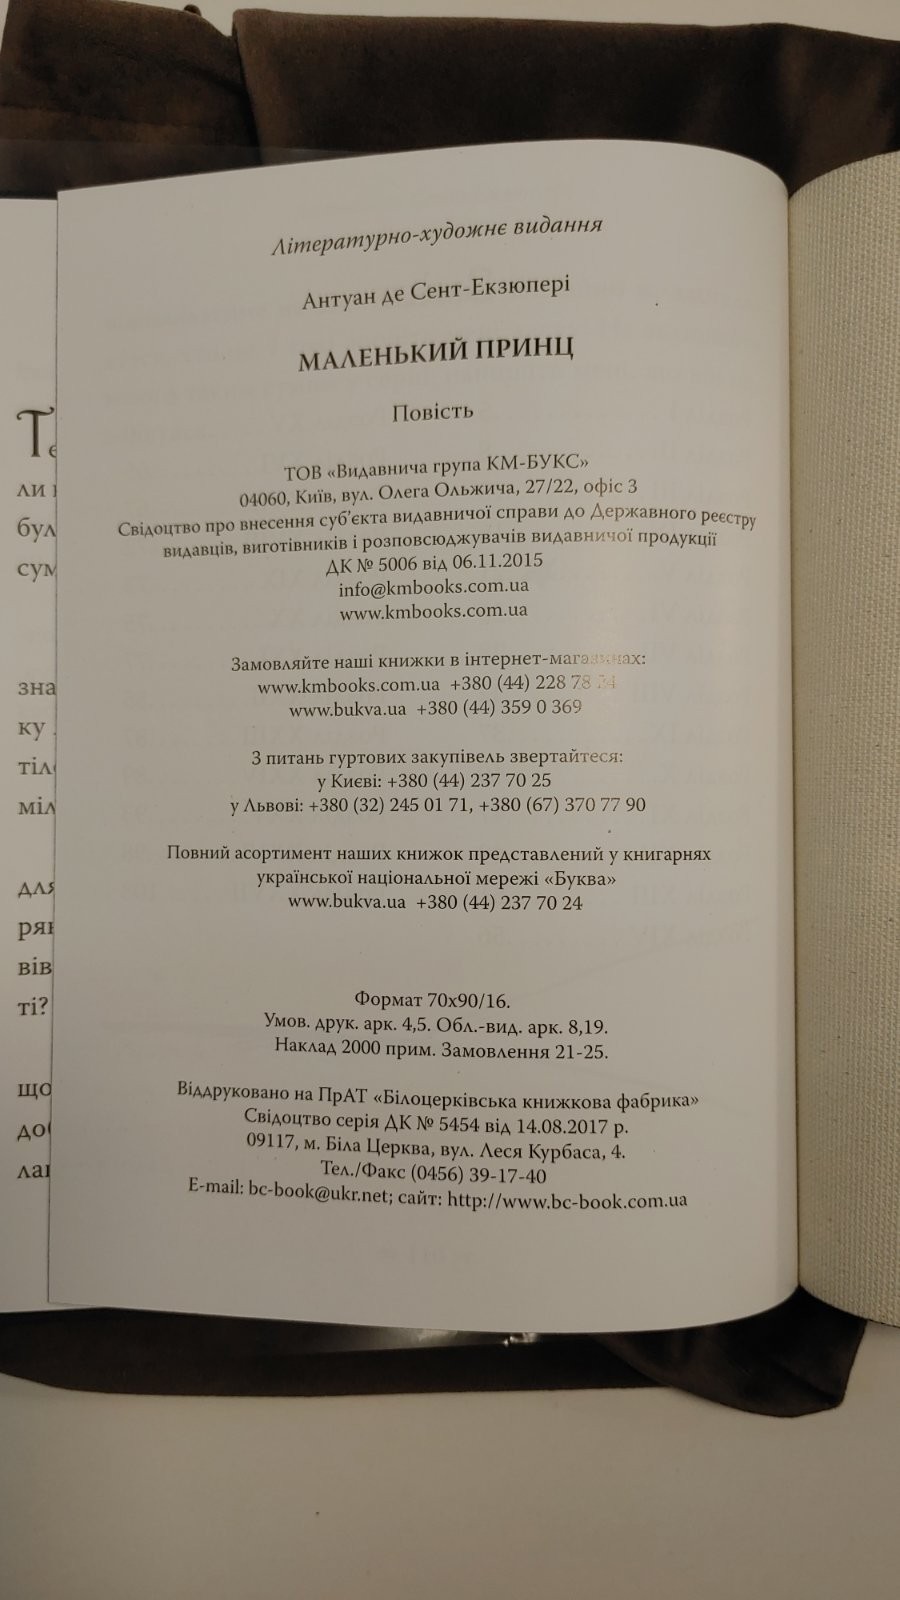 Літературно-художнє видання
Антуан де Сент-Екзюпері
МАЛЕНЬКИЙ ПРИНЦ
Повість
ТОВ «Видавнича група КМ-БУКС»
04060, Київ, вул. Олега Ольжича, 27/22, офіс 3
Свідоцтво про внесення суб’єкта видавничої справи до Державного реєстру
видавців, виготівників і розповсюджувачів видавничої продукції
ДК № 5006 від 06.11.2015
info@kmbooks.com.ua
www.kmbooks.com.ua
Замовляйте наші книжки в інтернет-магазинах:
www.kmbooks.com.ua +380 (44) 228 78
www.bukva.ua +380 (44) 359 0 369
З питань гуртових закупівель звертайтеся:
у Києві: +380 (44) 237 70 25
у Львові: +380 (32) 245 01 71, +380 (67) 370 77 90
Повний асортимент наших книжок представлений у книгарнях
української національної мережі «Буква»
www.bukva.ua +380 (44) 237 70 24
Формат 70х90/16.
Умов. друк. арк. 4,5. Обл.-вид. арк. 8,19.
Наклад 2000 прим. Замовлення 21-25.
Віддруковано на ПрАТ «Білоцерківська книжкова фабрика»
Свідоцтво серія ДК № 5454 від 14.08.2017 р.
09117, м. Біла Церква, вул. Леся Курбаса, 4.
Тел./Факс (0456) 39-17-40
E-mail: bc-book@ukr.net; сайт: http://www.bc-book.com.ua